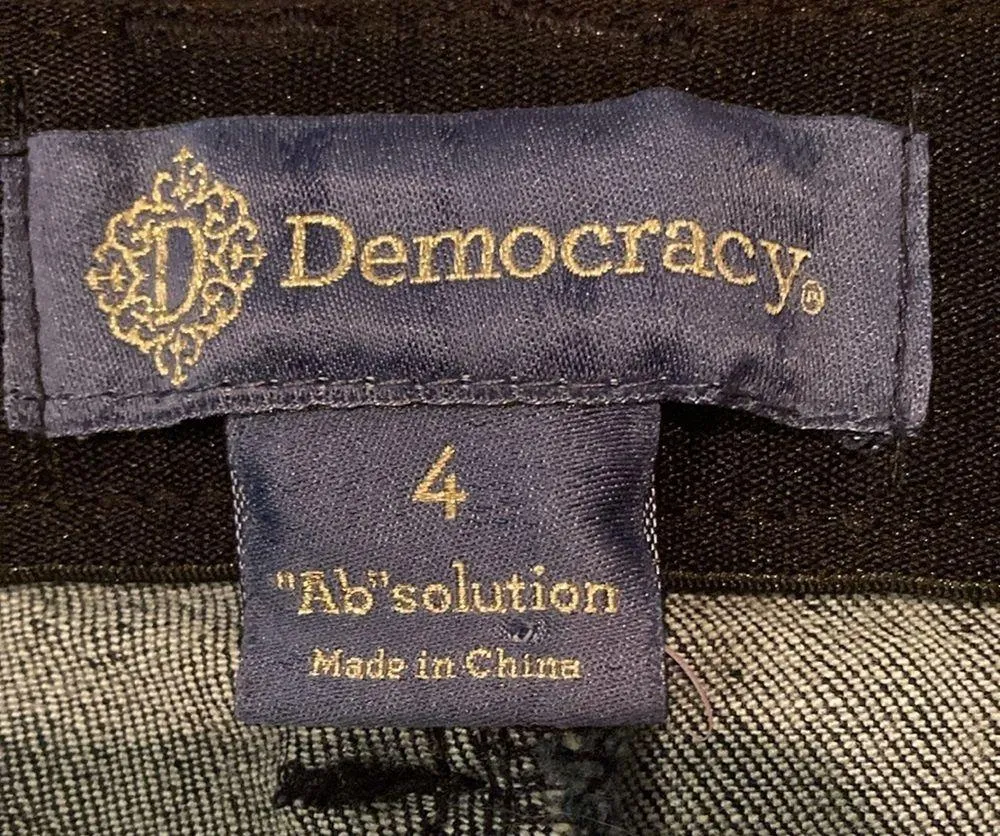 D Democracy®
4
"Ab"solution
Made in China